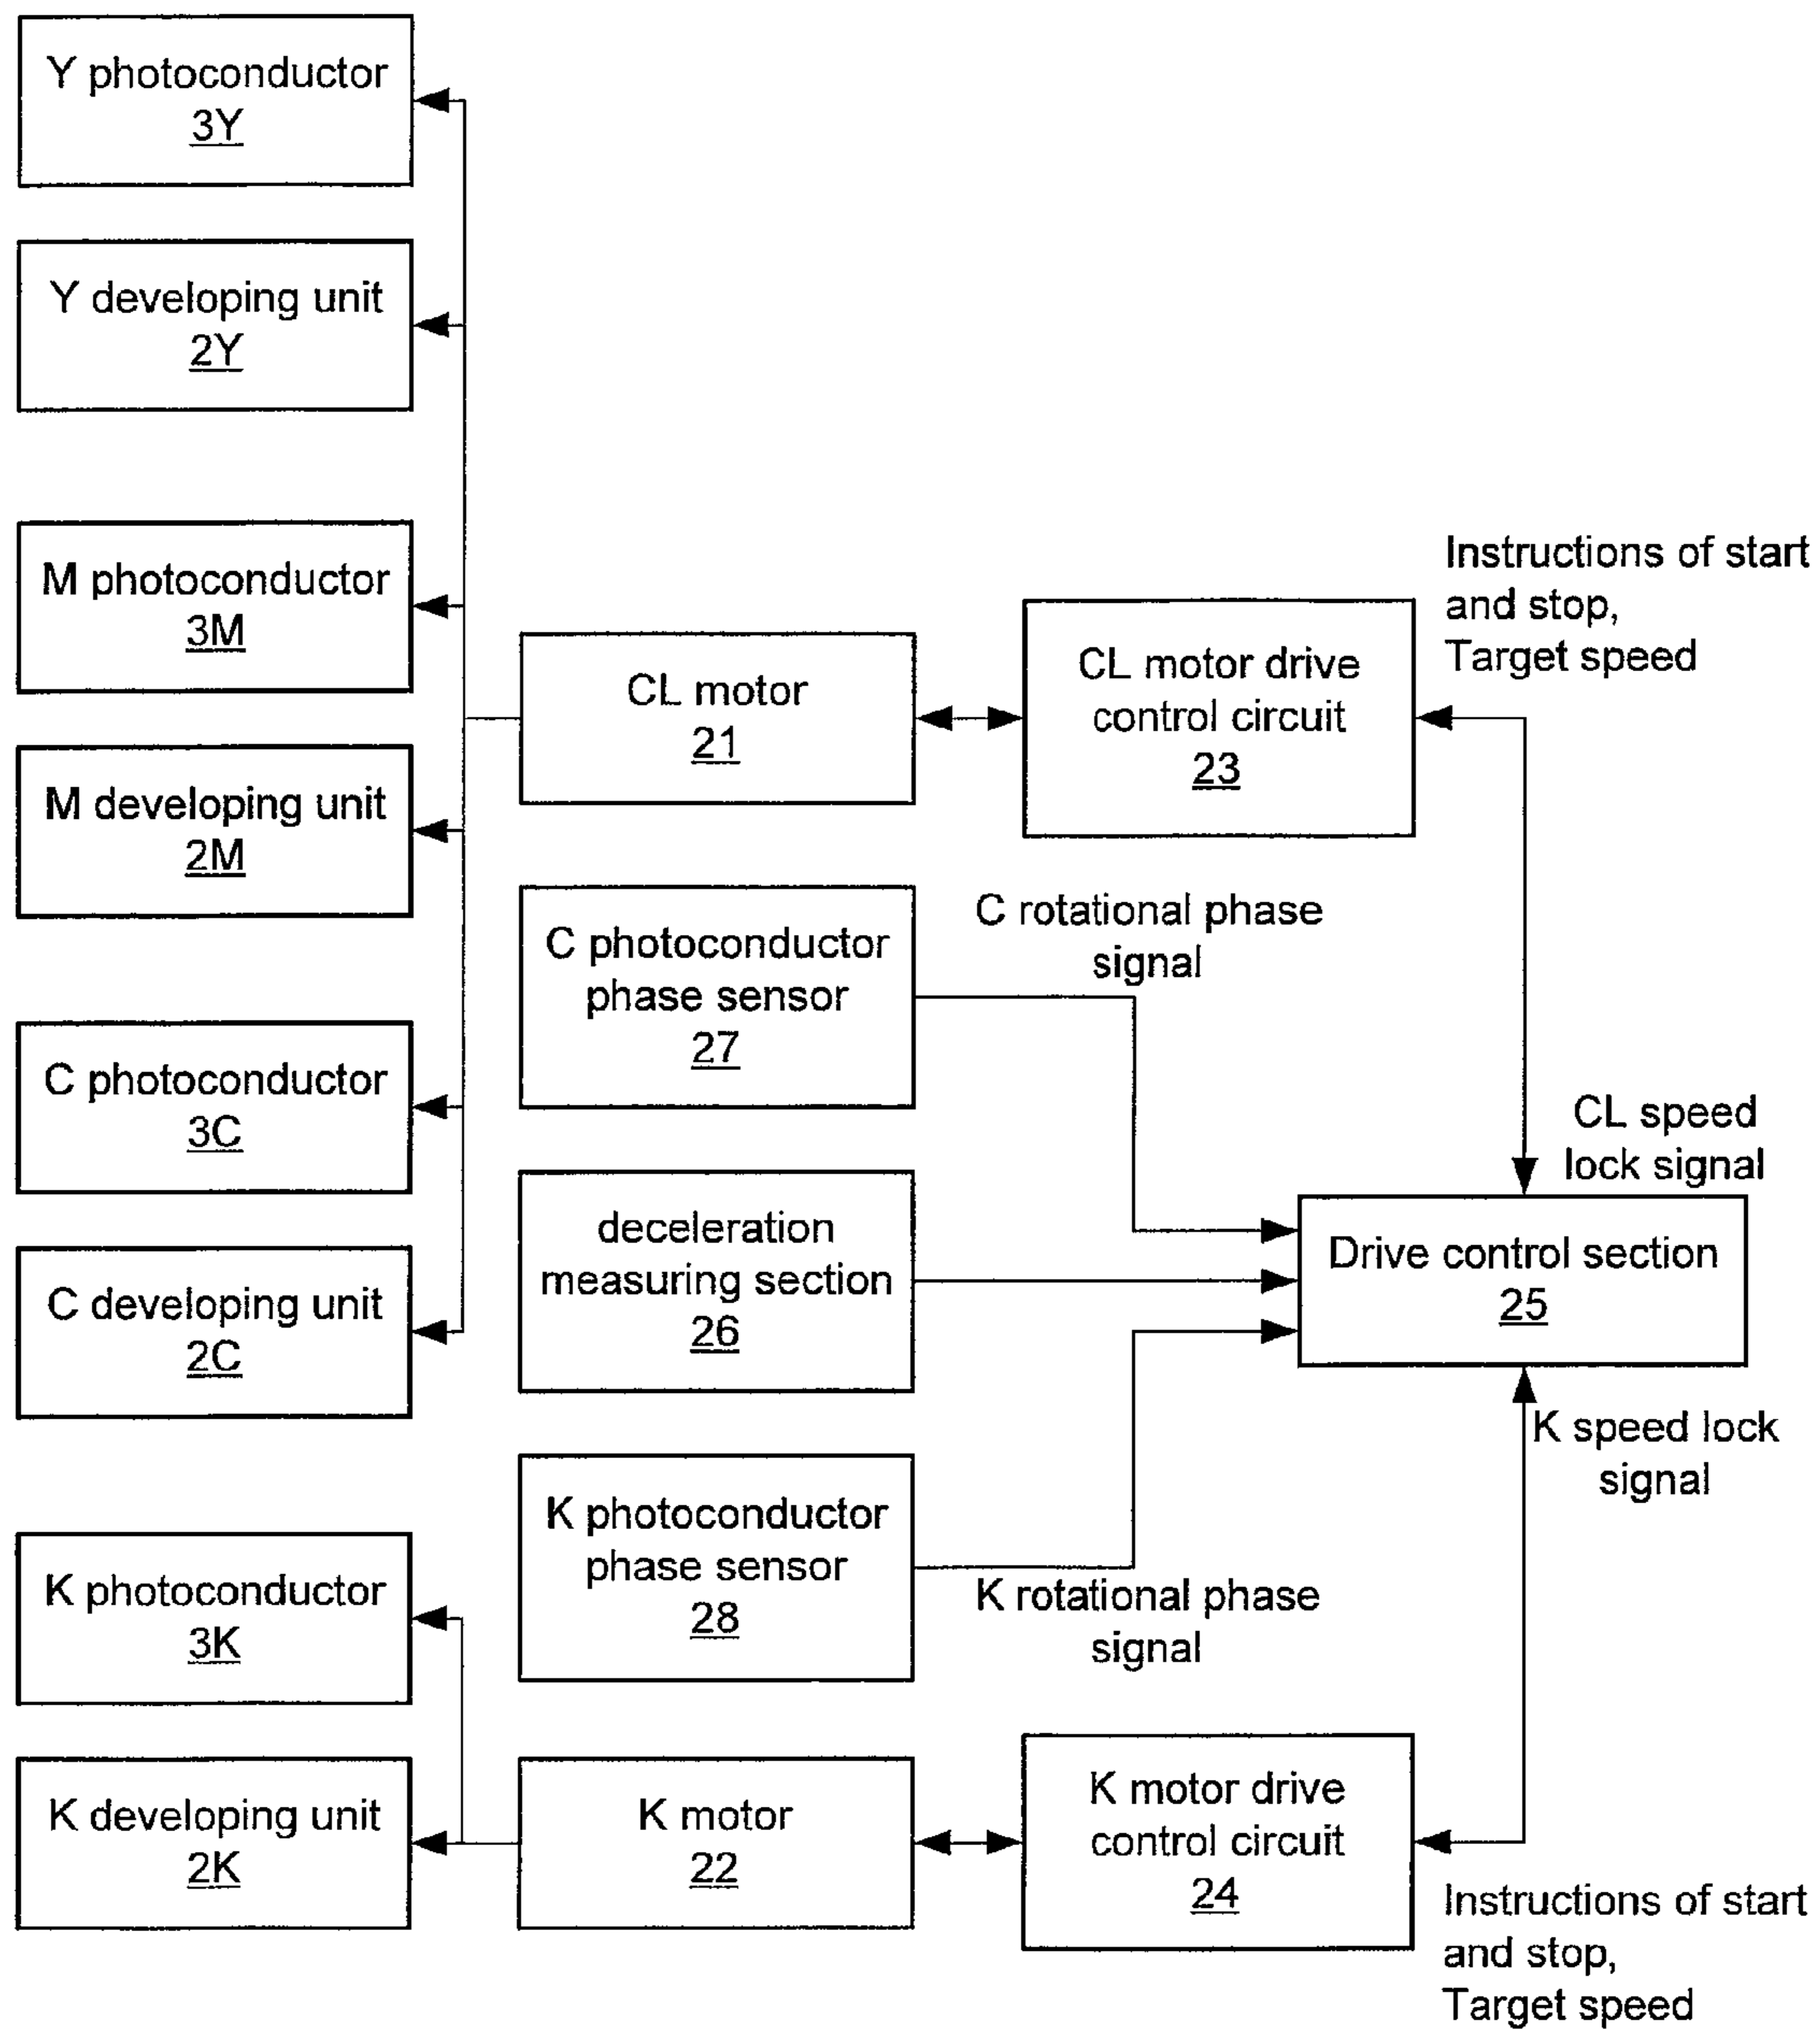 Y photoconductor
3Y
Y developing unit
2Y
M photoconductor
3M
M developing unit
2M
C photoconductor
3C
C developing unit
2C
K photoconductor
3K
K developing unit
2K
CL motor
21
C photoconductor
phase sensor
27
deceleration
measuring section
26
K photoconductor
phase sensor
28
K motor
22
CL motor drive
control circuit
23
Instructions of start
and stop,
Target speed
C rotational phase
signal
CL speed
lock signal
Drive control section
25
K speed lock
signal
K rotational phase
signal
K motor drive
control circuit
24
Instructions of start
and stop,
Target speed